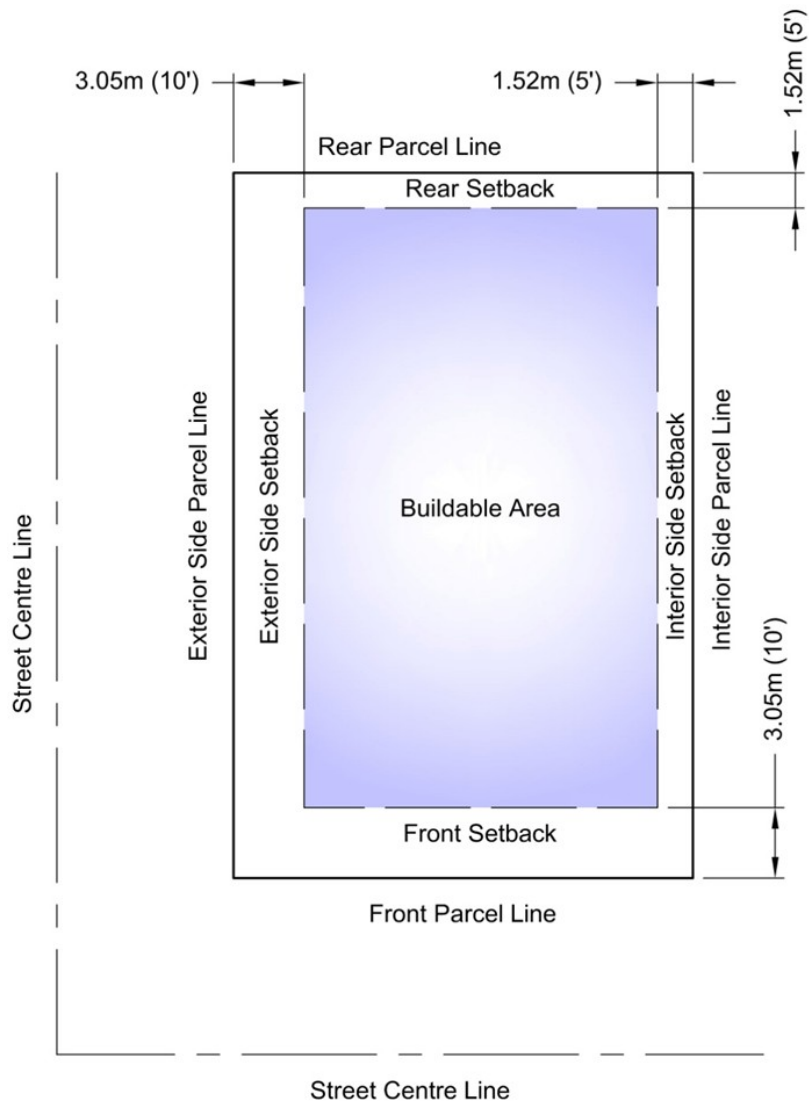 1.52m (5')
3.05m (10')
1.52m (5')
Rear Parcel Line
Rear Setback
Street Centre Line
Exterior Side Parcel Line
Exterior Side Setback
Buildable Area
Interior Side Setback
Interior Side Parcel Line
3.05m (10')
Front Setback
Front Parcel Line
Street Centre Line